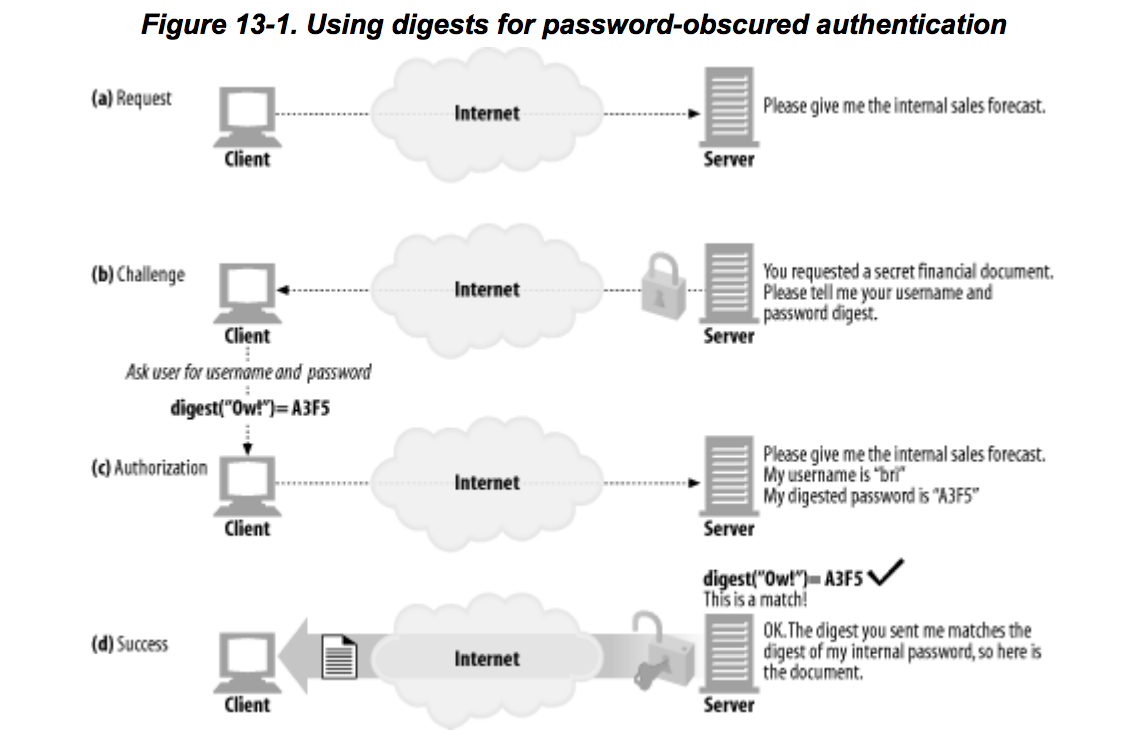 Figure 13-1. Using digests for password-obscured authentication
(a) Request
Internet
Please give me the internal sales forecast.
Client
Server
(b) Challenge
Internet
You requested a secret financial document.
Please tell me your username and
password digest.
Client
Server
Ask user for username and password
digest("Ow!")= A3F5
(c) Authorization
Internet
Please give me the internal sales forecast.
My username is "bri"
My digested password is "A3F5"
Client
Server
digest("Ow!")= A3F5
This is a match!
(d) Success
Internet
OK. The digest you sent me matches the
digest of my internal password, so here is
the document.
Client
Server